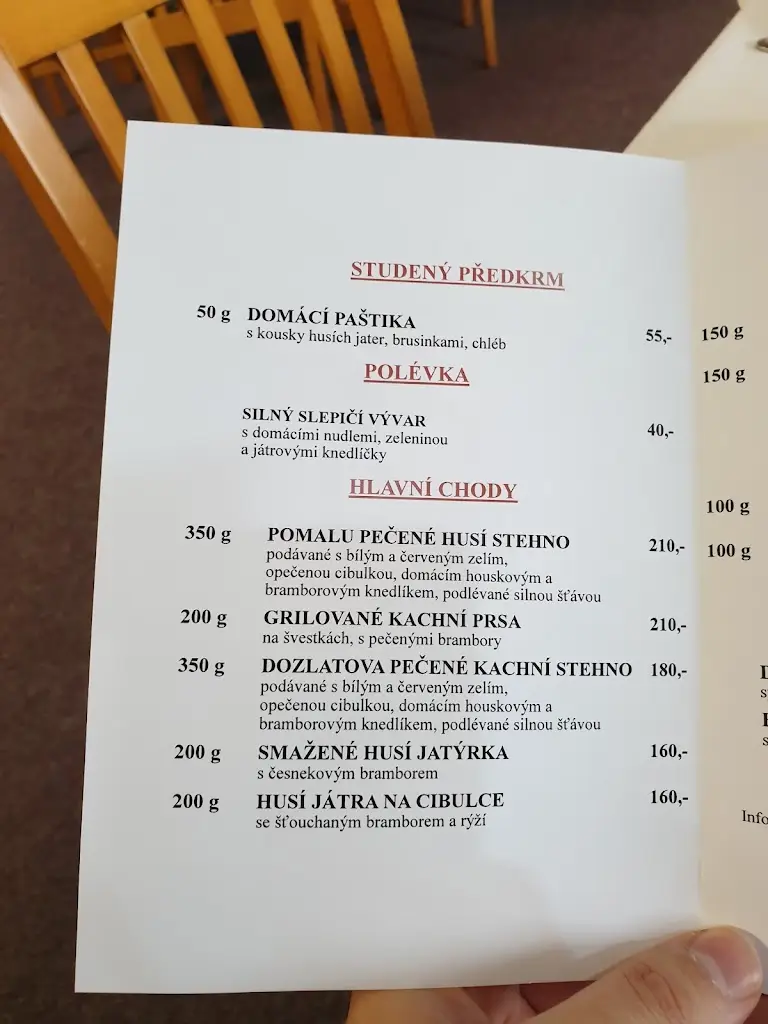 STUDENÝ PŘEDKRM
50 g DOMÁCÍ PAŠTIKA
s kousky husích jater, brusinkami, chléb 55,-
POLÉVKA
SILNÝ SLEPIČÍ VÝVAR
s domácími nudlemi, zeleninou 40,-
a játrovými knedlíčky
HLAVNÍ CHODY
350 g POMALU PEČENÉ HUSÍ STEHNO 210,-
podávané s bílým a červeným zelím,
opečenou cibulkou, domácím houskovým a
bramborovým knedlíkem, podlévané silnou šťávou
200 g GRILOVANÉ KACHNÍ PRSA 210,-
na švestkách, s pečenými brambory
350 g DOZLATOVA PEČENÉ KACHNÍ STEHNO 180,-
podávané s bílým a červeným zelím,
opečenou cibulkou, domácím houskovým a
bramborovým knedlíkem, podlévané silnou šťávou
200 g SMAŽENÉ HUSÍ JATÝRKA 160,-
s česnekovým bramborem
200 g HUSÍ JÁTRA NA CIBULCE 160,-
se šťouchaným bramborem a rýží
150 g
150 g
100 g
100 g
s
s
Info